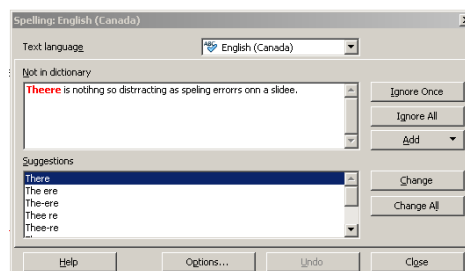 Spelling: English (Canada)
Text language
English (Canada)
Not in dictionary
Theere is notihng so distrracting as speling erorrs onn a slidee.
Ignore Once
Ignore All
Add
Suggestions
There
The ere
The-ere
Thee re
Thee-re
Change
Change All
Help
Options...
Undo
Close